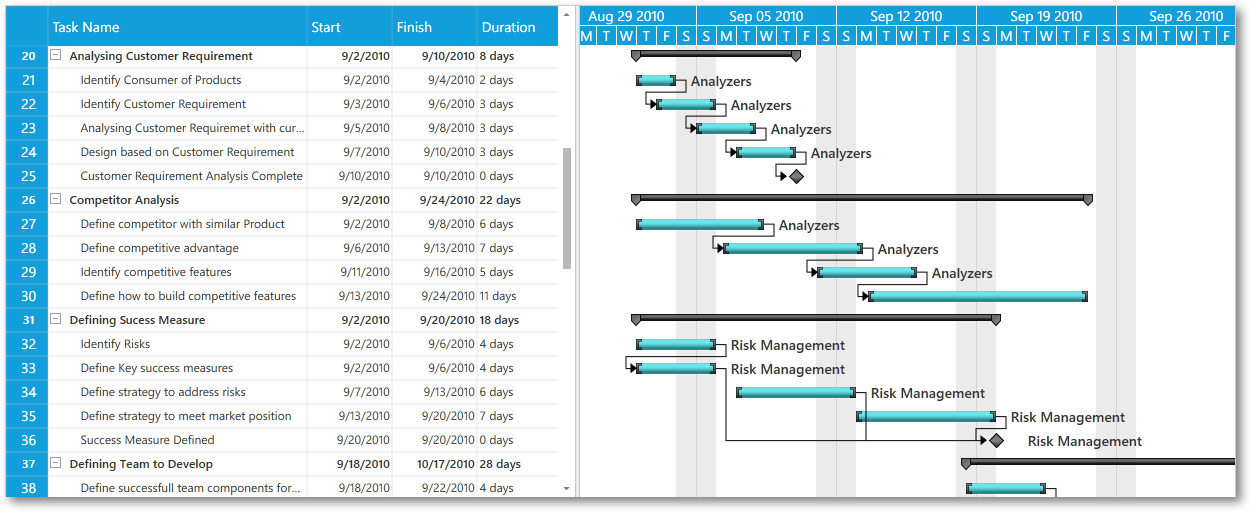 Task Name Start Finish Duration Aug 29 2010 Sep 05 2010 Sep 12 2010 Sep 19 2010 Sep 26 2010
M T W T F S S M T W T F S S M T W T F S S M T W T F S S M T W T F
20 Analysing Customer Requirement 9/2/2010 9/10/2010 8 days
21 Identify Consumer of Products 9/2/2010 9/4/2010 2 days Analyzers
22 Identify Customer Requirement 9/3/2010 9/6/2010 3 days Analyzers
23 Analysing Customer Requiremet with cur... 9/5/2010 9/8/2010 3 days Analyzers
24 Design based on Customer Requirement 9/7/2010 9/10/2010 3 days Analyzers
25 Customer Requirement Analysis Complete 9/10/2010 9/10/2010 0 days
26 Competitor Analysis 9/2/2010 9/24/2010 22 days
27 Define competitor with similar Product 9/2/2010 9/8/2010 6 days Analyzers
28 Define competitive advantage 9/6/2010 9/13/2010 7 days Analyzers
29 Identify competitive features 9/11/2010 9/16/2010 5 days Analyzers
30 Define how to build competitive features 9/13/2010 9/24/2010 11 days
31 Defining Sucess Measure 9/2/2010 9/20/2010 18 days
32 Identify Risks 9/2/2010 9/6/2010 4 days Risk Management
33 Define Key success measures 9/2/2010 9/6/2010 4 days Risk Management
34 Define strategy to address risks 9/7/2010 9/13/2010 6 days Risk Management
35 Define strategy to meet market position 9/13/2010 9/20/2010 7 days Risk Management
36 Success Measure Defined 9/20/2010 9/20/2010 0 days Risk Management
37 Defining Team to Develop 9/18/2010 10/17/2010 28 days
38 Define successfull team components for... 9/18/2010 9/22/2010 4 days